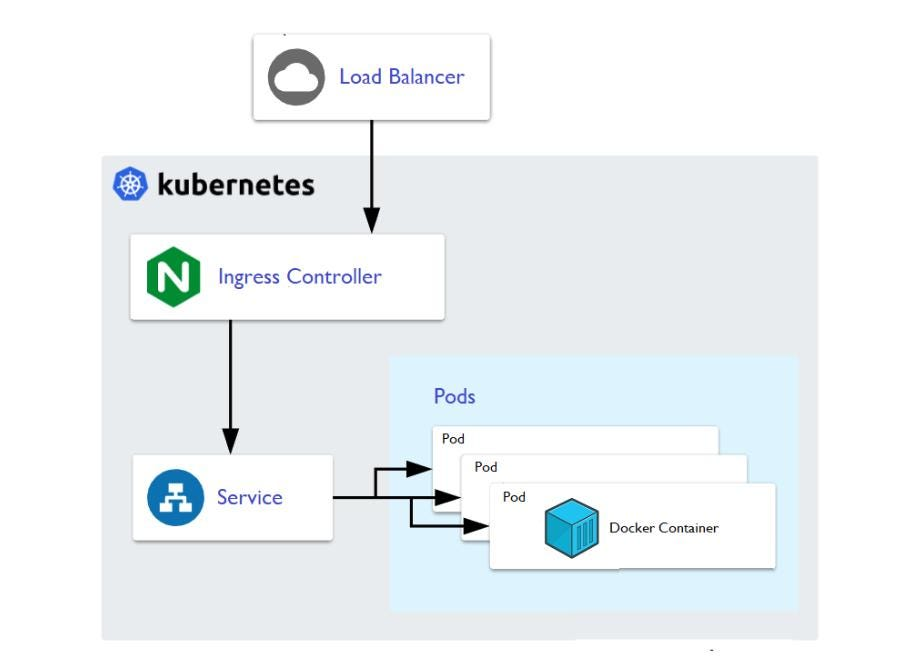 Load Balancer
kubernetes
Ingress Controller
Pods
Pod
Pod
Pod
Docker Container
Service